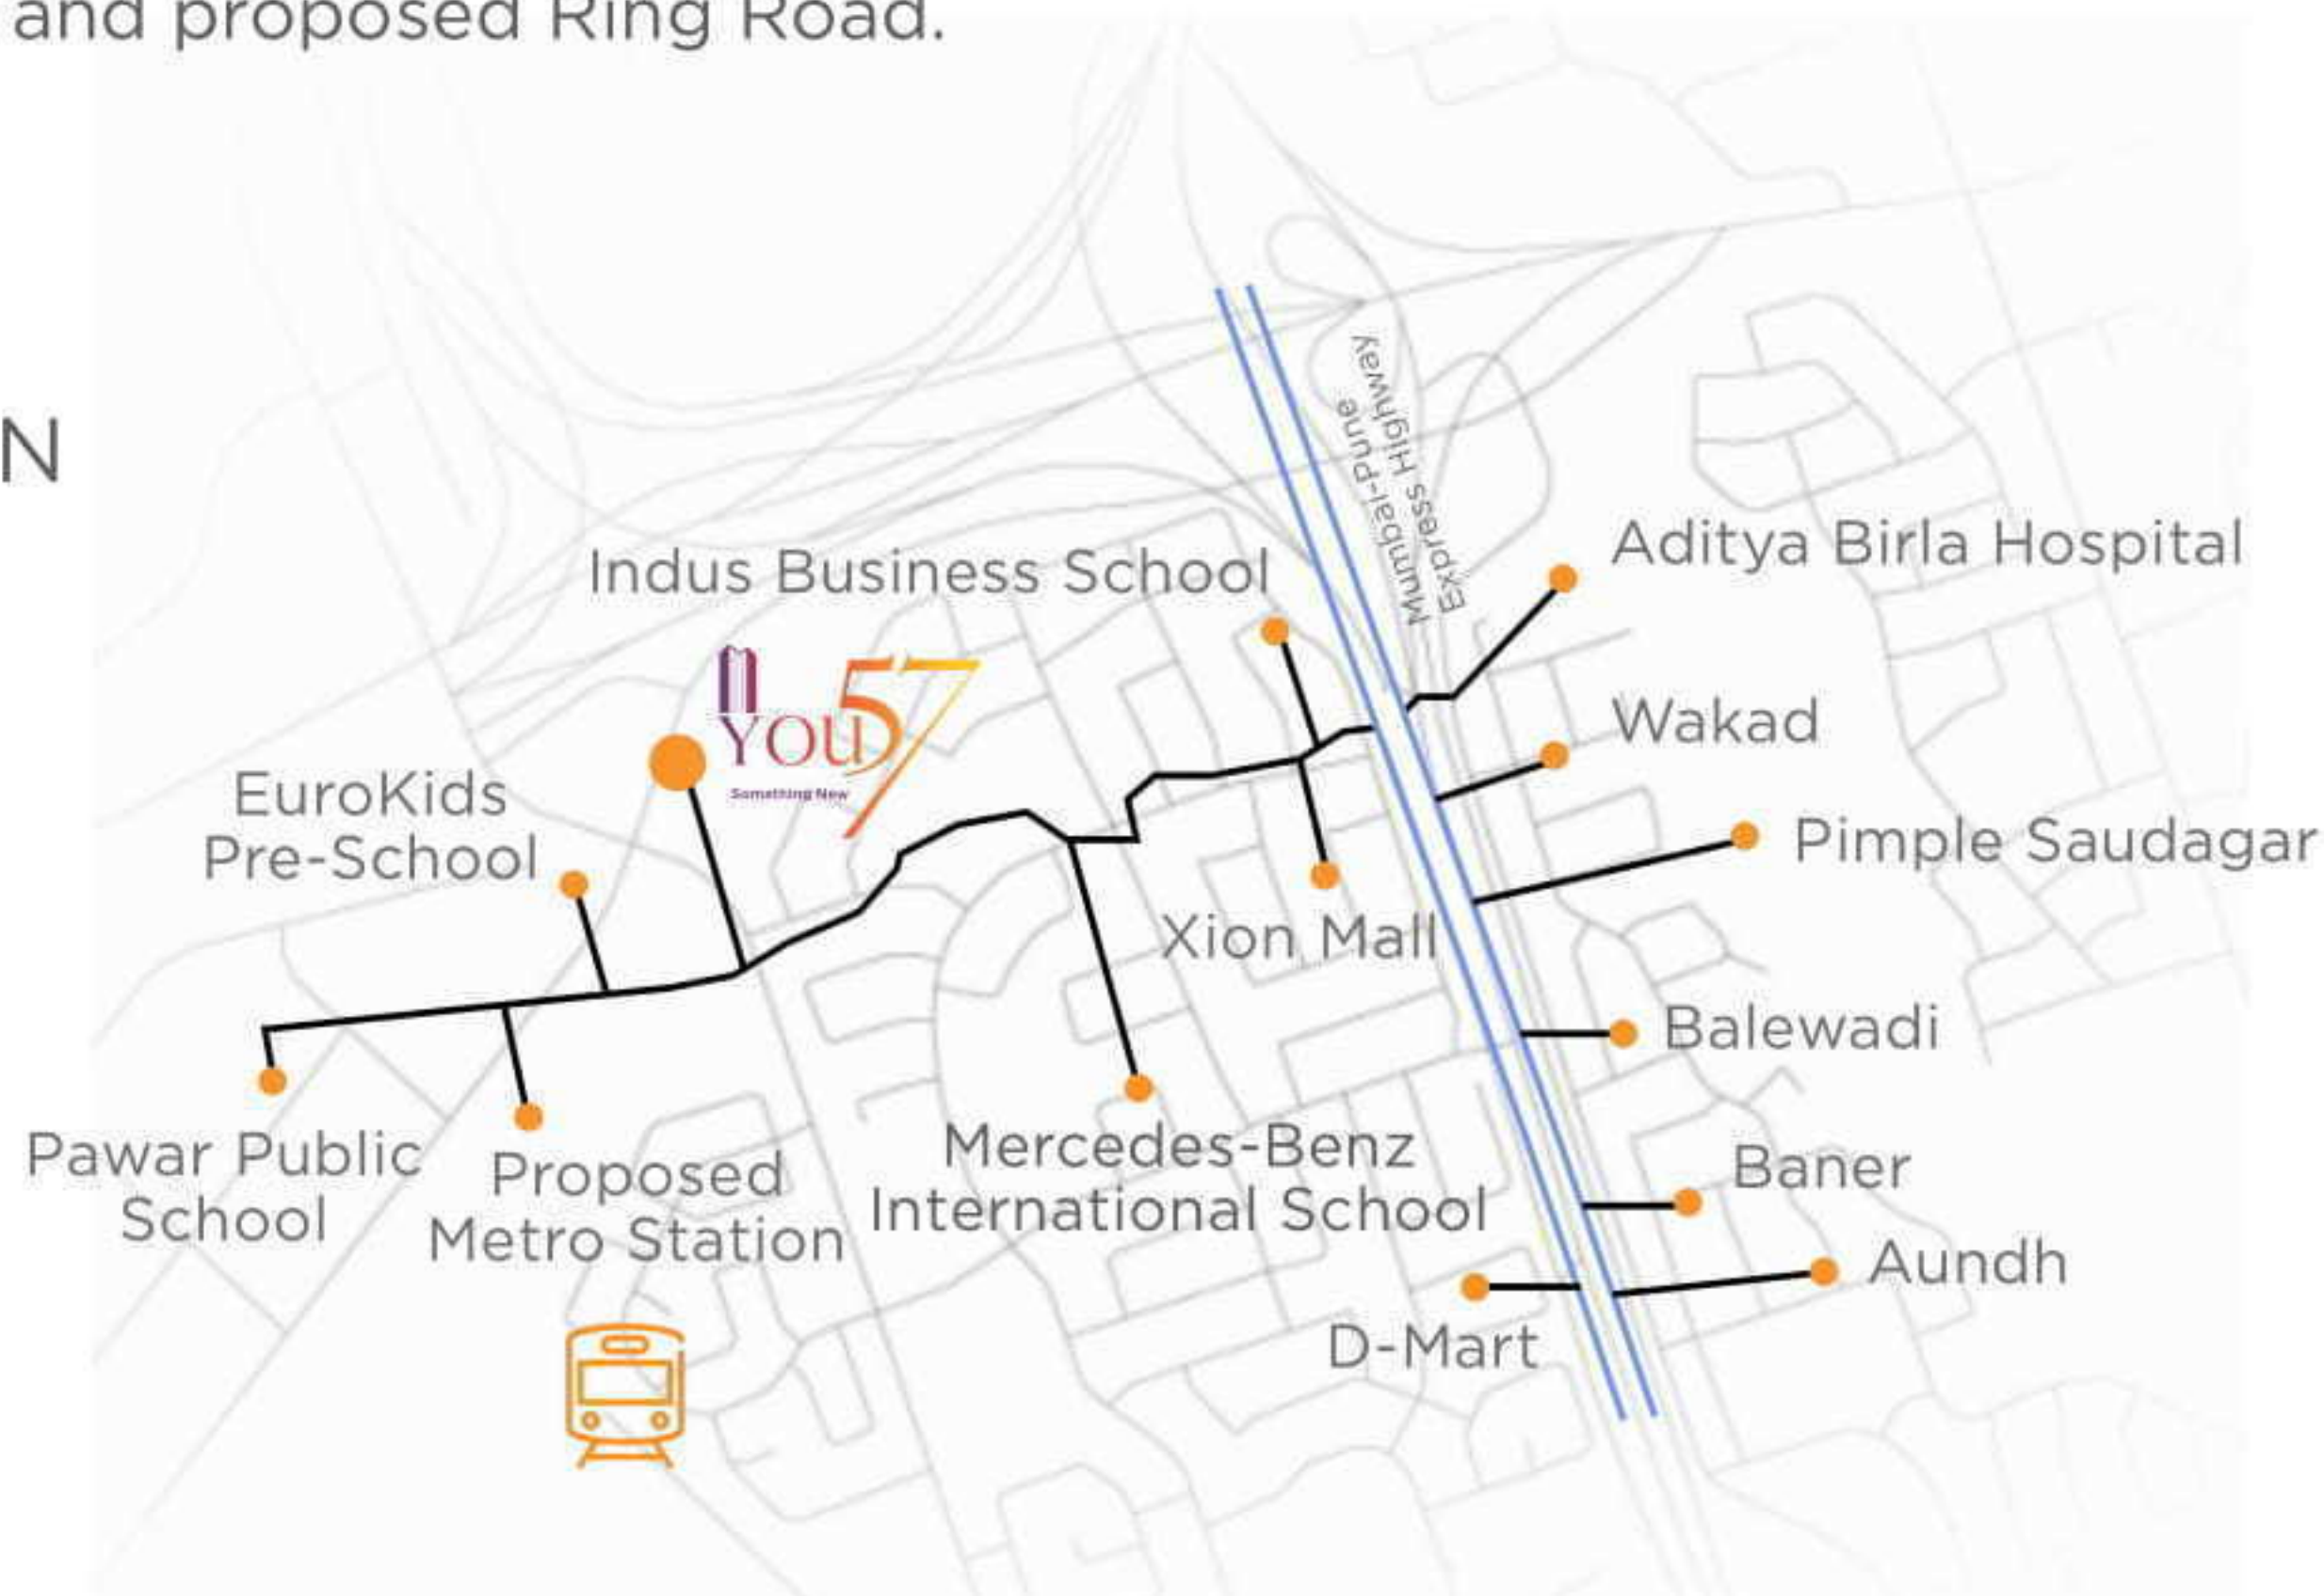 and proposed Ring Road.
N
Mumbai-Pune
Express Highway
Indus Business School
Aditya Birla Hospital
YOU 57
Something New
Wakad
EuroKids
Pre-School
Pimple Saudagar
Xion Mall
Balewadi
Pawar Public
School
Proposed
Metro Station
Mercedes-Benz
International School
Baner
Aundh
D-Mart